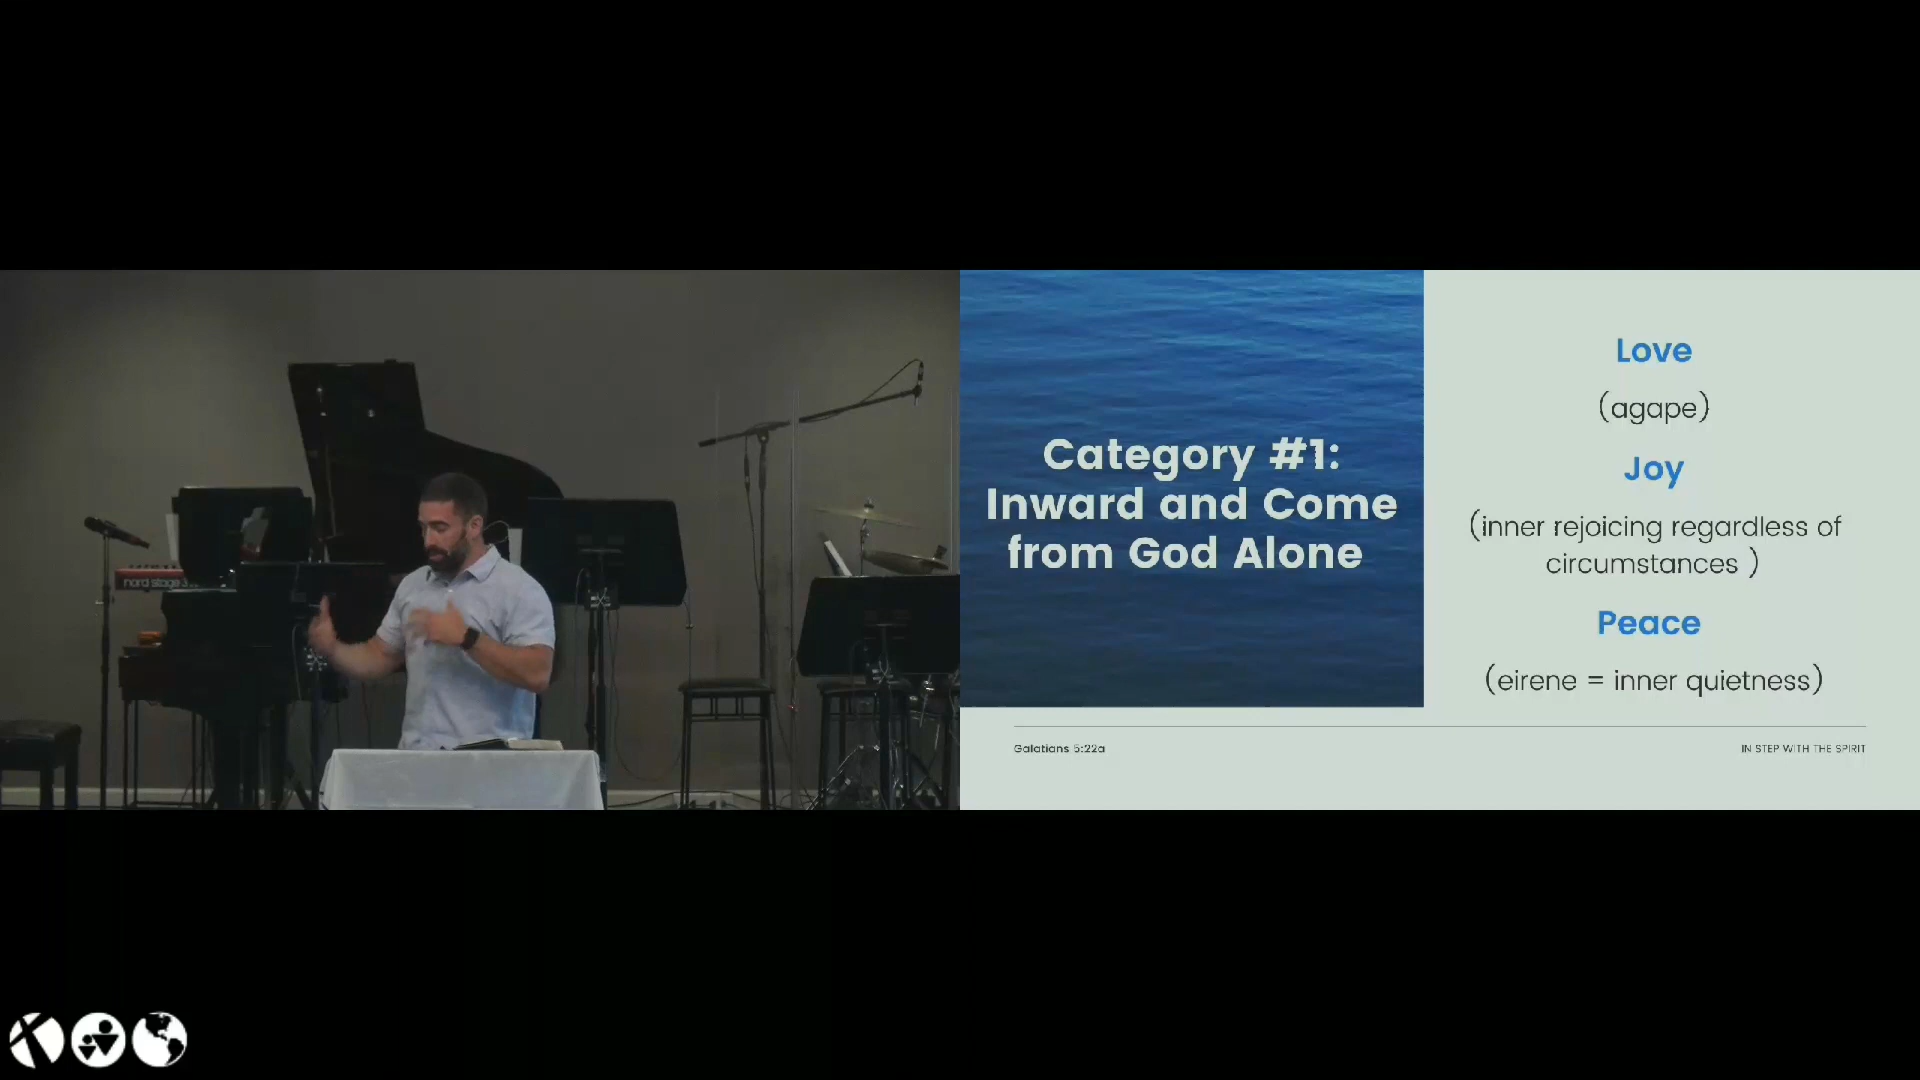 nord stage 3
Category #1:
Inward and Come
from God Alone
Love
(agape)
Joy
(inner rejoicing regardless of
circumstances )
Peace
(eirene = inner quietness)
Galatians 5:22a
IN STEP WITH THE SPIRIT